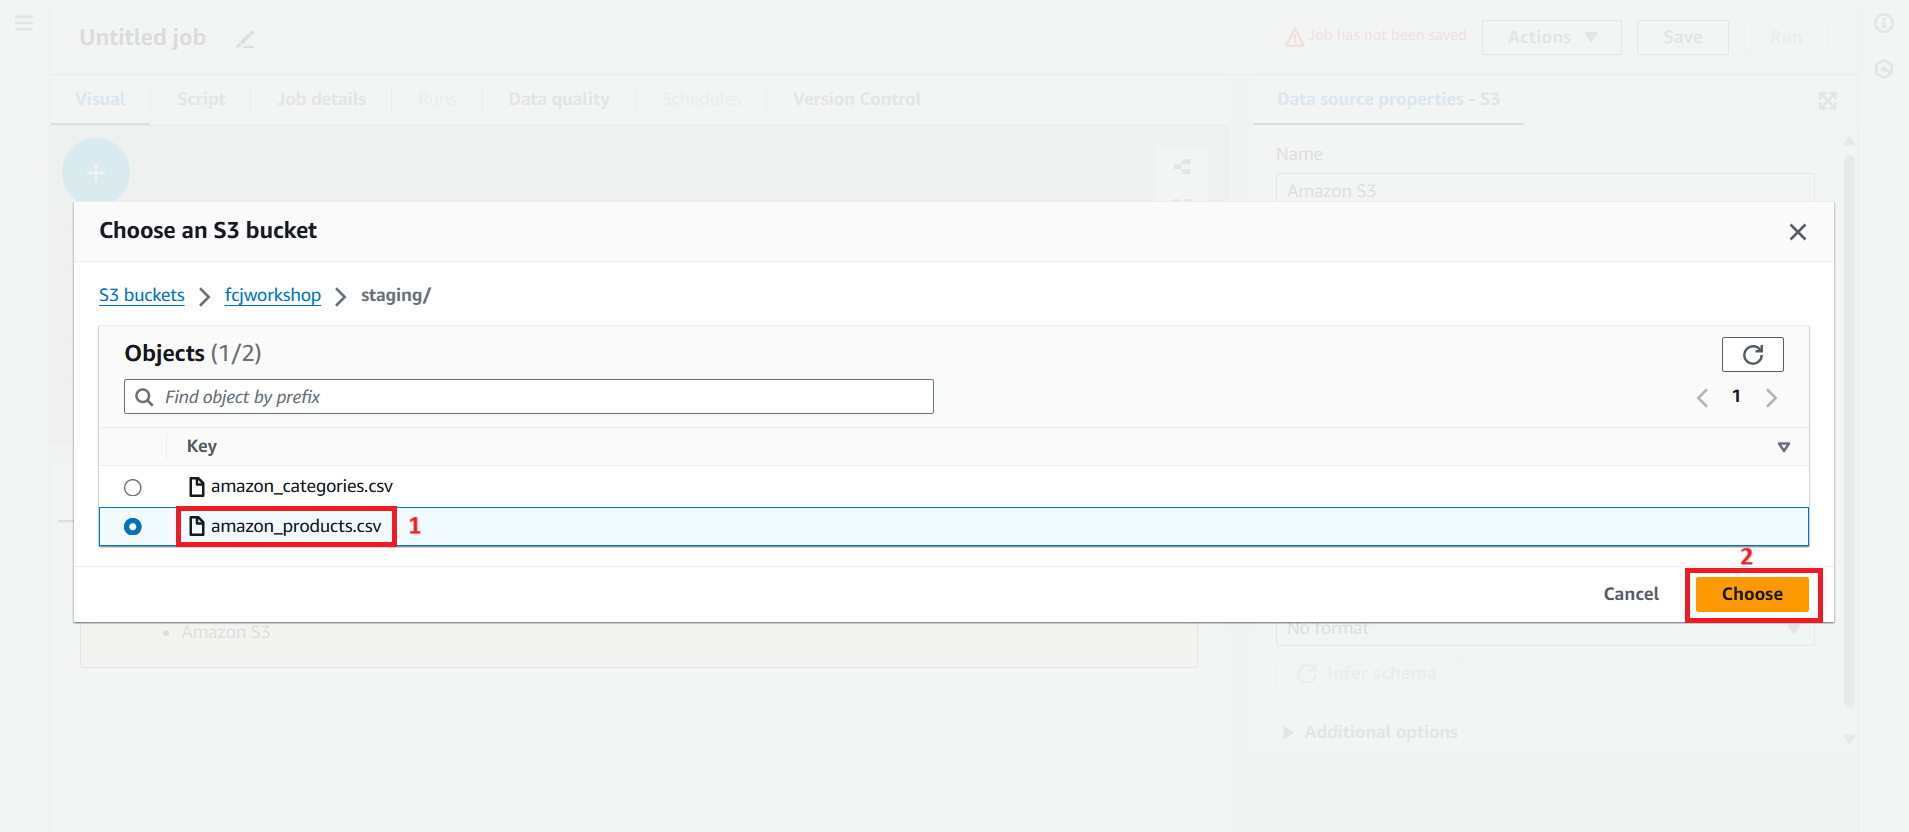 Untitled job
Job has not been saved
Actions
Save
Run
Visual
Script
Job details
Runs
Data quality
Schedules
Version Control
Data source properties - S3
Name
Amazon S3
Choose an S3 bucket
S3 buckets
fcjworkshop
staging/
Objects (1/2)
Find object by prefix
1
Key
amazon_categories.csv
amazon_products.csv
1
2
Cancel
Choose
Amazon S3
No format
Infer schema
Additional options